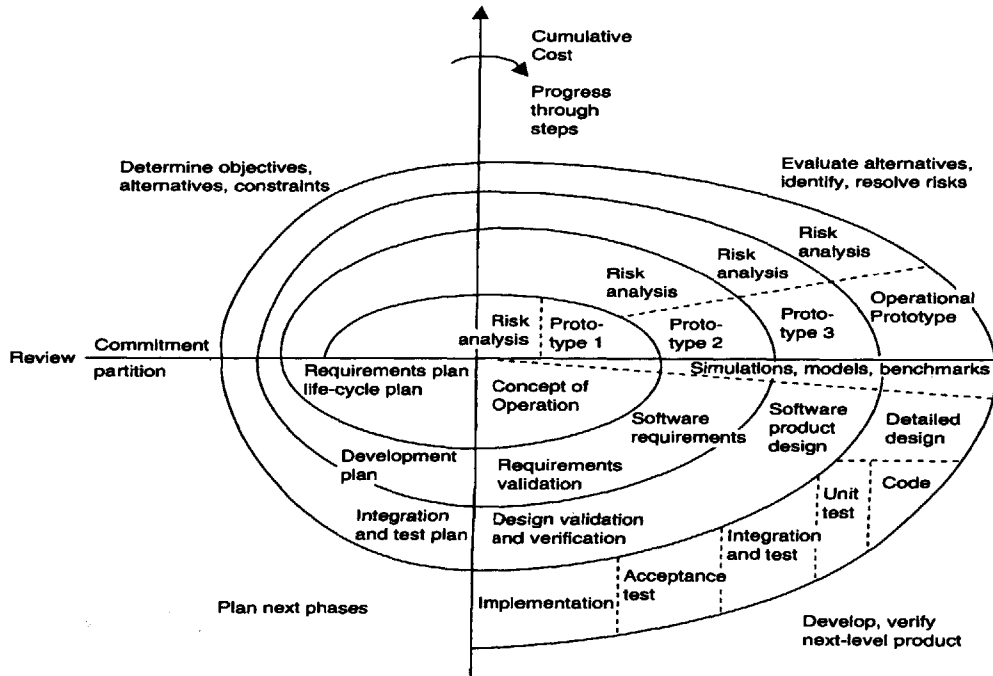 Cumulative
Cost
Progress
through
steps
Determine objectives,
alternatives, constraints
Evaluate alternatives,
identify, resolve risks
Risk
analysis
Risk
analysis
Risk
analysis
Risk
analysis
Proto-
type 1
Proto-
type 2
Proto-
type 3
Operational
Prototype
Review
Commitment
partition
Requirements plan
life-cycle plan
Concept of
Operation
Simulations, models, benchmarks
Software
requirements
Software
product
design
Detailed
design
Development
plan
Requirements
validation
Integration
and test plan
Design validation
and verification
Unit
test
Code
Integration
and test
Acceptance
test
Implementation
Plan next phases
Develop, verify
next-level product